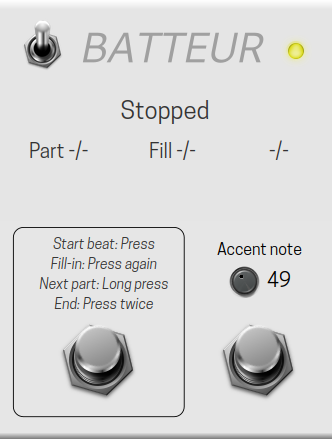 BATTEUR
Stopped
Part -/- Fill -/- -/-
Start beat: Press
Fill-in: Press again
Next part: Long press
End: Press twice
Accent note
49